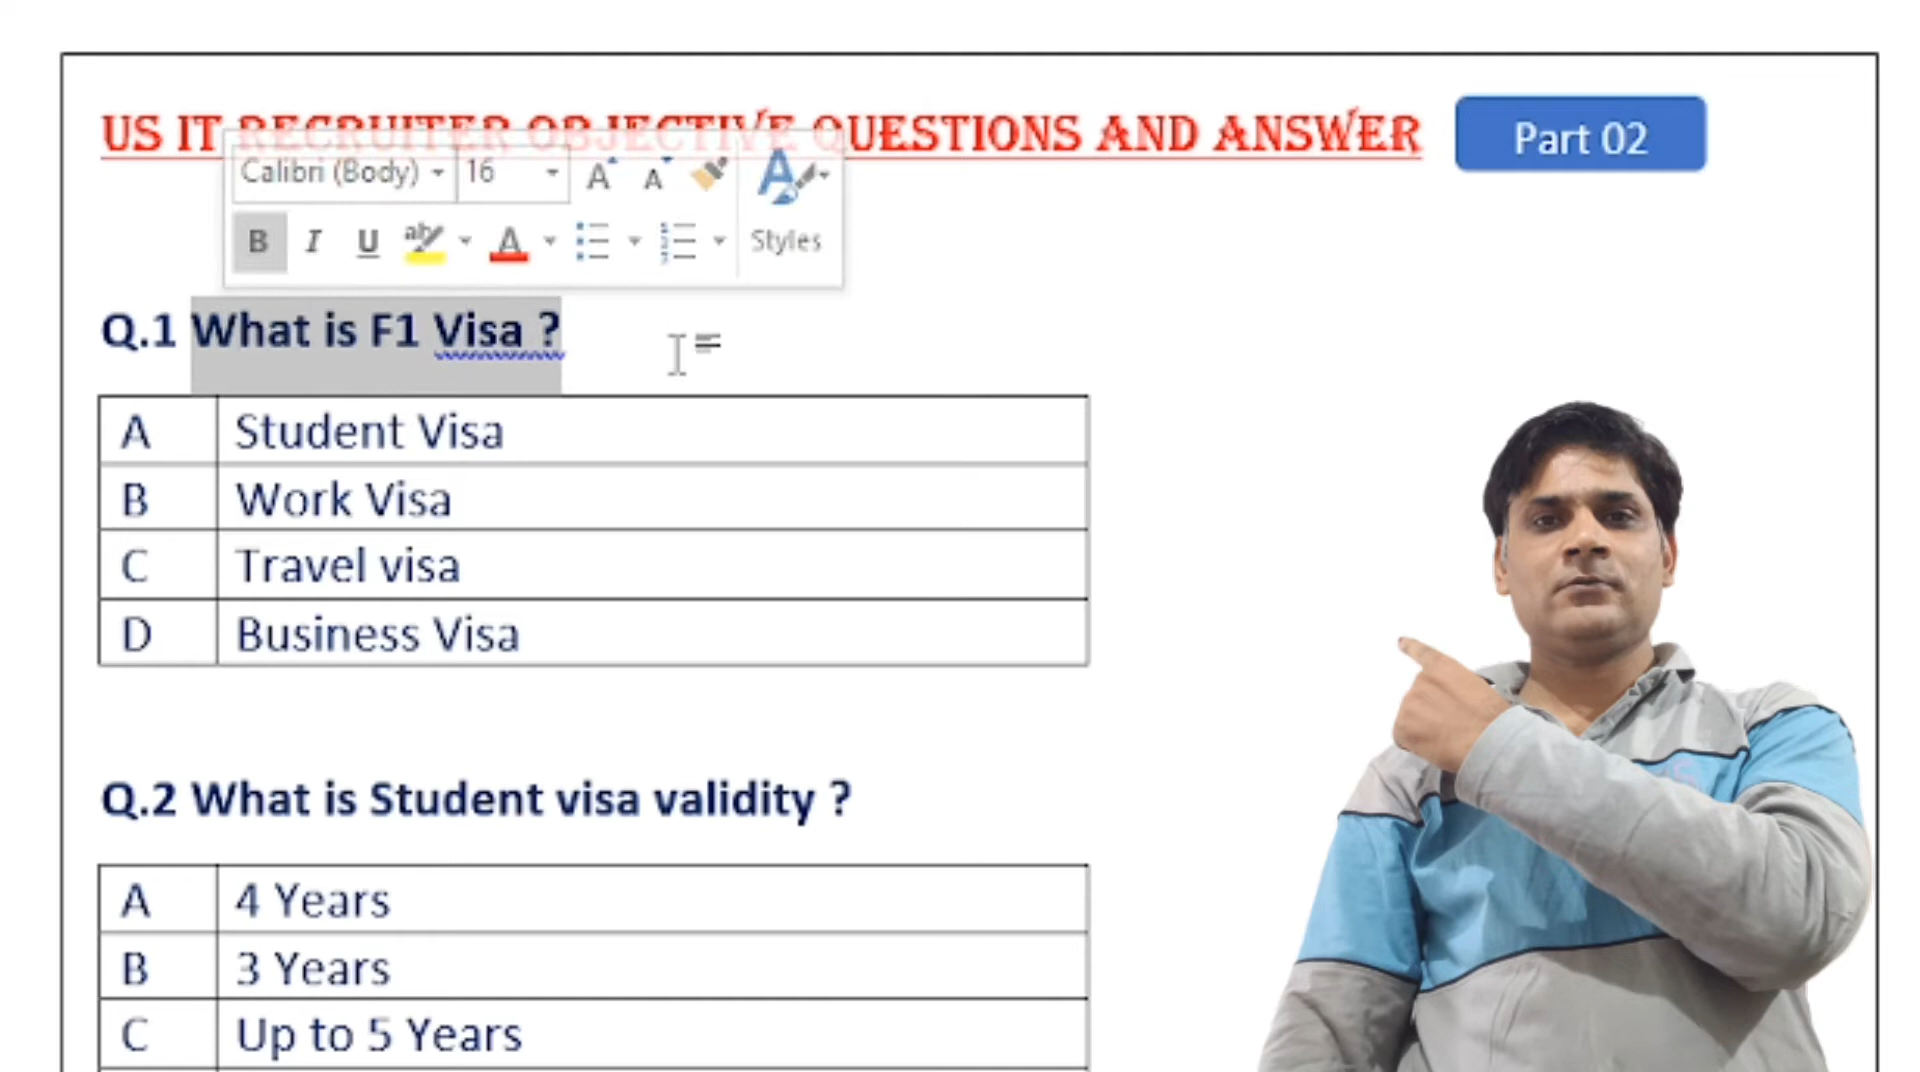 US IT RECRUITER OBJECTIVE QUESTIONS AND ANSWER
Part 02
Calibri (Body) 16
B I U Styles
Q.1 What is F1 Visa ?
A Student Visa
B Work Visa
C Travel visa
D Business Visa
Q.2 What is Student visa validity ?
A 4 Years
B 3 Years
C Up to 5 Years